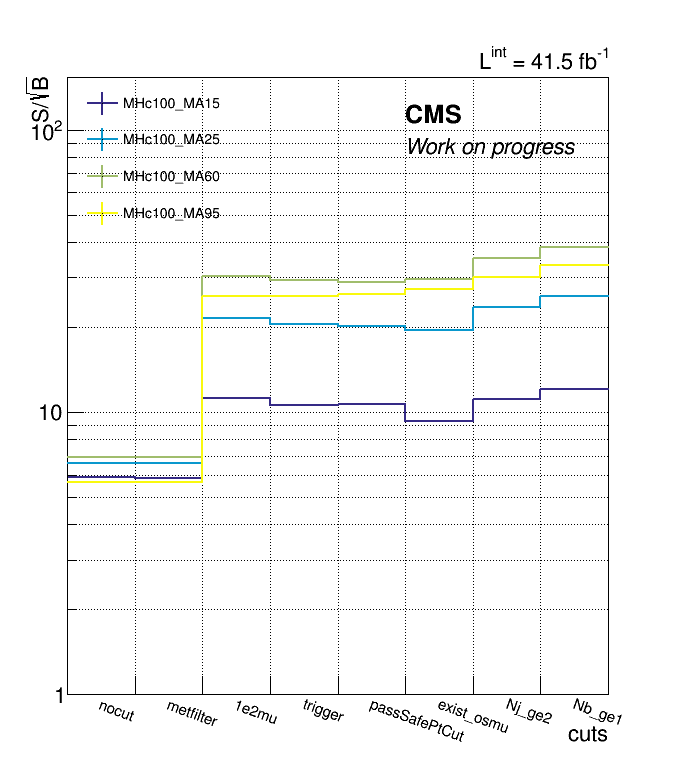 L^int = 41.5 fb^-1
S/√B
MHc100_MA15
MHc100_MA25
MHc100_MA60
MHc100_MA95
CMS
Work on progress
10^2
10
1
nocut metfilter 1e2mu trigger passSafePtCut exist_osmu Nj_ge2 Nb_ge1
cuts